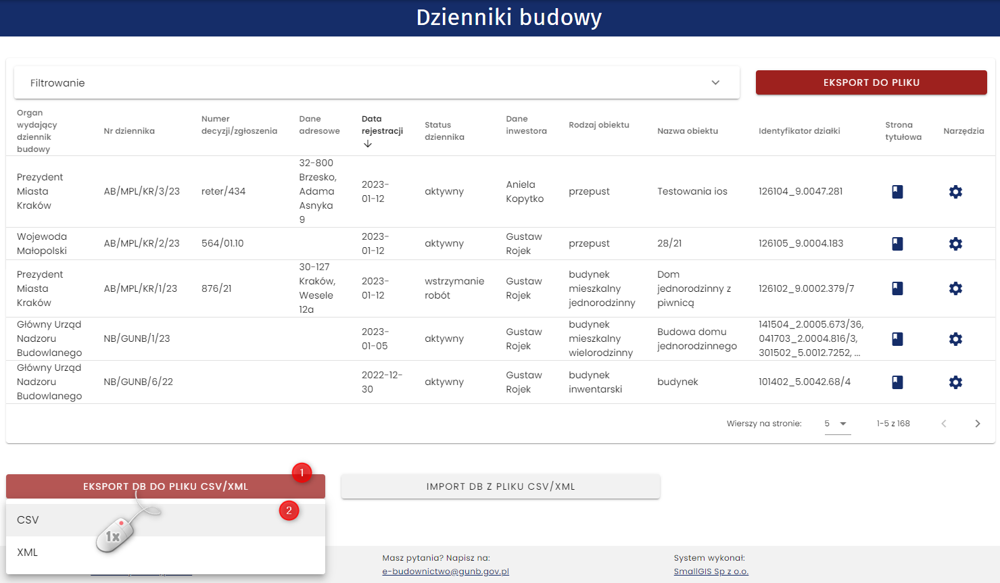 Dzienniki budowy
Filtrowanie
EKSPORT DO PLIKU
Organ
wydający
dziennik
budowy
Nr dziennika
Numer
decyzji/zgłoszenia
Dane
adresowe
Data
rejestracji
Status
dziennika
Dane
inwestora
Rodzaj obiektu
Nazwa obiektu
Identyfikator działki
Strona
tytułowa
Narzędzia
Prezydent
Miasta
Kraków
AB/MPL/KR/3/23
reter/434
32-800
Brzesko,
Adama
Asnyka
9
2023-
01-12
aktywny
Aniela
Kopytko
przepust
Testowania ios
126104_9.0047.281
Wojewoda
Małopolski
AB/MPL/KR/2/23
564/01.10
2023-
01-12
aktywny
Gustaw
Rojek
przepust
28/21
126105_9.0004.183
Prezydent
Miasta
Kraków
AB/MPL/KR/1/23
876/21
30-127
Kraków,
Wesele
12a
2023-
01-12
wstrzymanie
robót
Gustaw
Rojek
budynek
mieszkalny
jednorodzinny
Dom
jednorodzinny z
piwnicą
126102_9.0002.379/7
Główny Urząd
Nadzoru
Budowlanego
NB/GUNB/1/23
2023-
01-05
aktywny
Gustaw
Rojek
budynek
mieszkalny
wielorodzinny
Budowa domu
jednorodzinnego
141504_2.0005.673/36,
041703_2.0004.816/3,
301502_5.0012.7252, ...
Główny Urząd
Nadzoru
Budowlanego
NB/GUNB/6/22
2022-12-
30
aktywny
Gustaw
Rojek
budynek
inwentarski
budynek
101402_5.0042.68/4
Wierszy na stronie:
5
1-5 z 168
EKSPORT DB DO PLIKU CSV/XML
1
IMPORT DB Z PLIKU CSV/XML
CSV
2
1x
XML
Masz pytania? Napisz na:
e-budownictwo@gunb.gov.pl
System wykonał:
SmallGIS Sp z o.o.